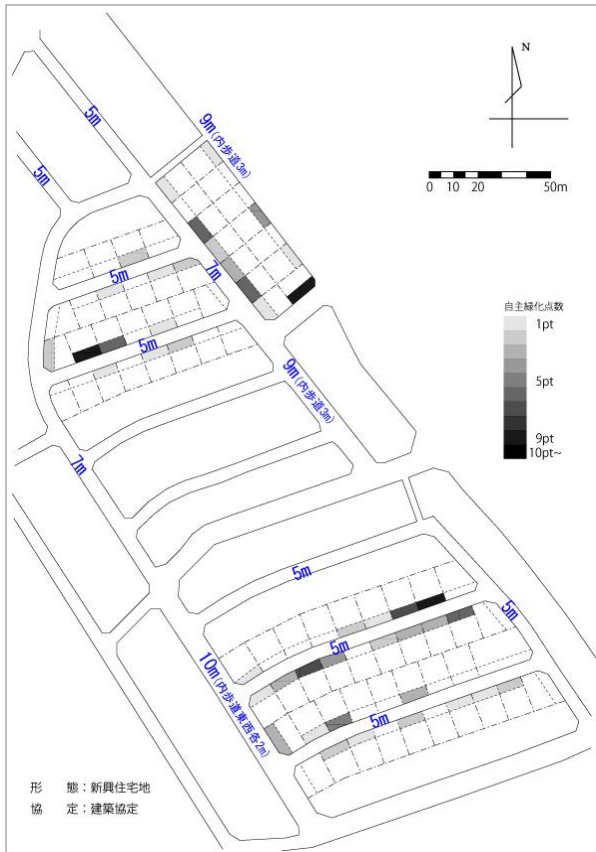 N
0 10 20 50m
5m
9m(内歩道3m)
5m
自主緑化点数
1pt
5pt
9pt
10pt~
7m
5m
5m
9m(内歩道3m)
7m
5m
5m
5m
10m(内歩道東西各2m)
5m
形　態：新興住宅地
協　定：建築協定